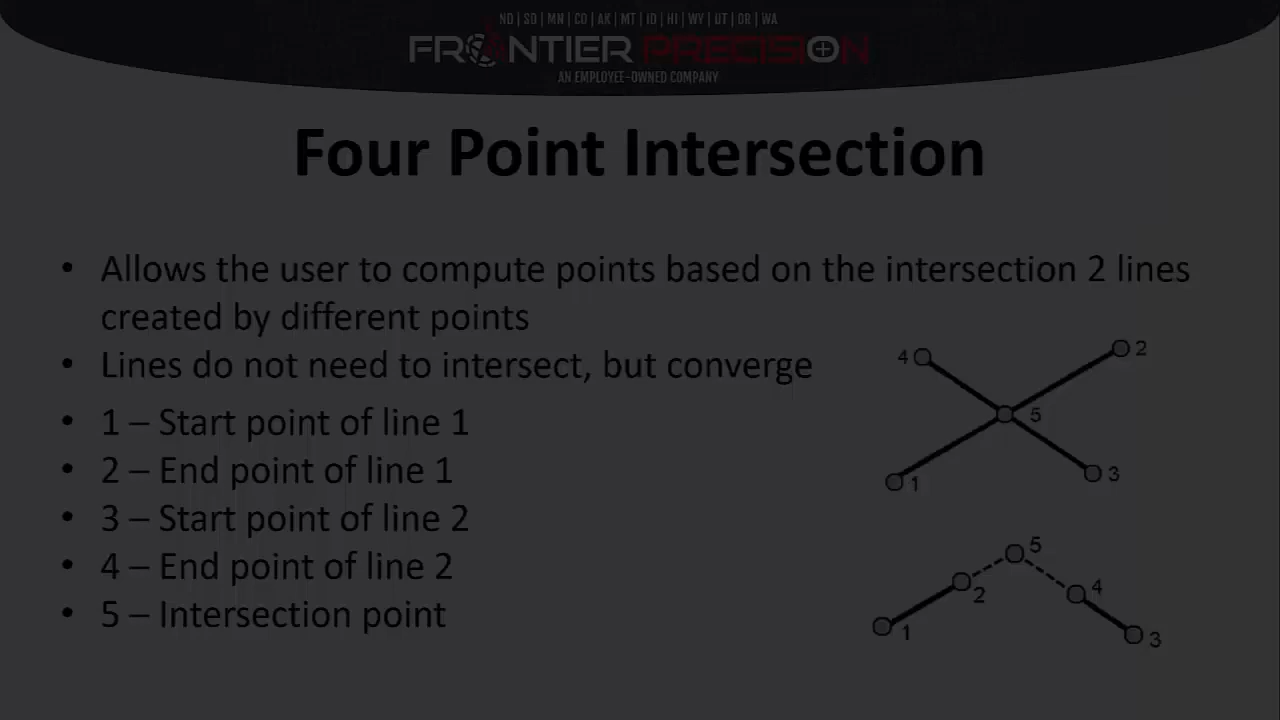 ND | SD | MN | CO | AK | MT | ID | HI | WY | UT | OR | WA
FRONTIER PRECISION
AN EMPLOYEE-OWNED COMPANY
Four Point Intersection
• Allows the user to compute points based on the intersection 2 lines
created by different points
• Lines do not need to intersect, but converge
• 1 – Start point of line 1
• 2 – End point of line 1
• 3 – Start point of line 2
• 4 – End point of line 2
• 5 – Intersection point
4
2
5
1
3
5
2
4
1
3